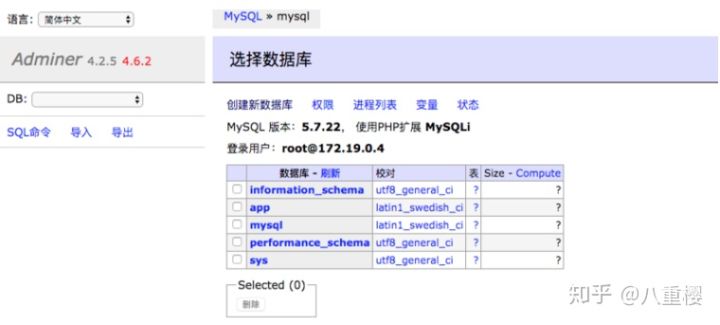 语言: 简体中文
MySQL » mysql
Adminer 4.2.5 4.6.2
选择数据库
DB:
SQL命令 导入 导出
创建新数据库 权限 进程列表 变量 状态
MySQL 版本： 5.7.22， 使用PHP扩展 MySQLi
登录用户： root@172.19.0.4
数据库 - 刷新 校对 表 Size - Compute
information_schema utf8_general_ci ? ?
app latin1_swedish_ci ? ?
mysql latin1_swedish_ci ? ?
performance_schema utf8_general_ci ? ?
sys utf8_general_ci ? ?
Selected (0)
删除
知乎 @八重樱